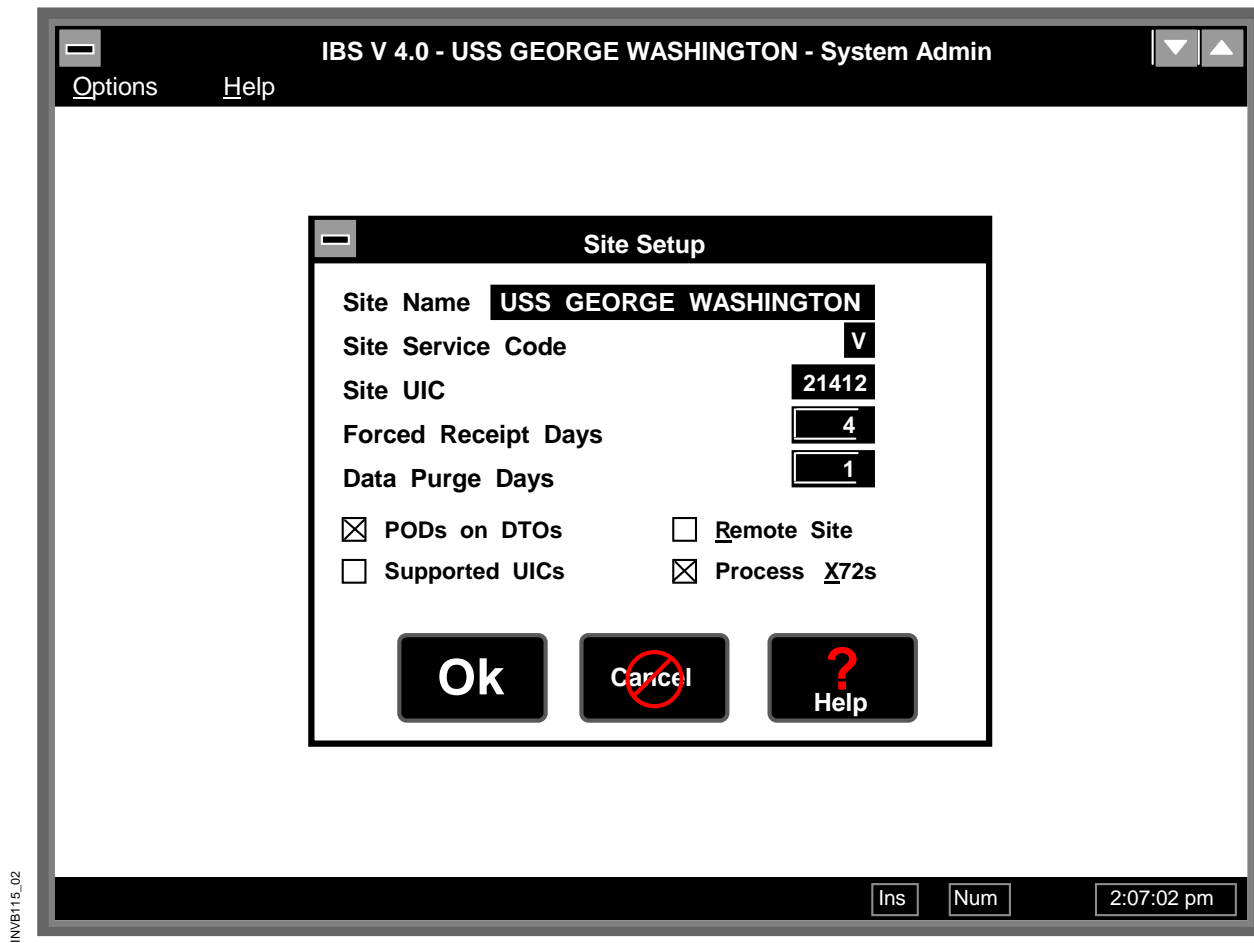 IBS V 4.0 - USS GEORGE WASHINGTON - System Admin
Options Help
Site Setup
Site Name USS GEORGE WASHINGTON
Site Service Code V
Site UIC 21412
Forced Receipt Days 4
Data Purge Days 1
PODs on DTOs Remote Site
Supported UICs Process X72s
Ok Cancel ? Help
Ins Num 2:07:02 pm
INVB115_02